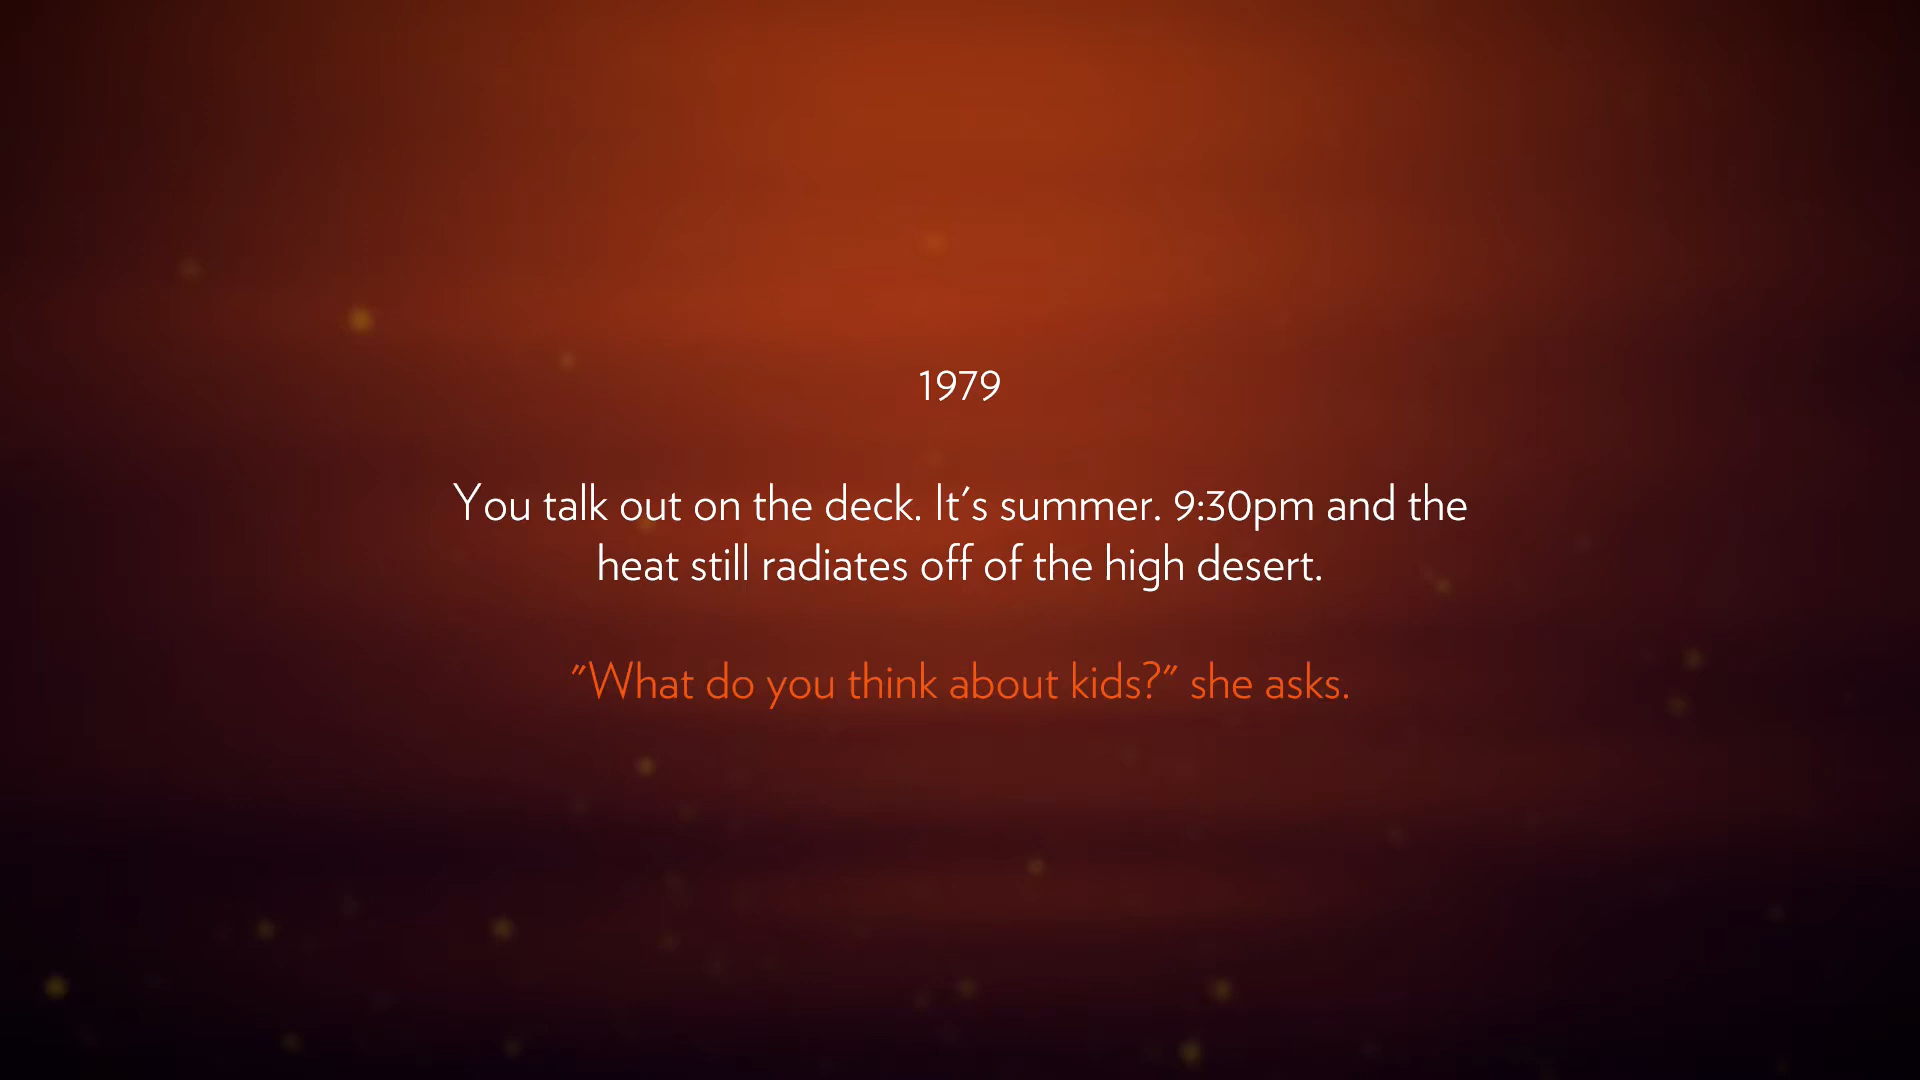 1979
You talk out on the deck. It's summer. 9:30pm and the
heat still radiates off of the high desert.
"What do you think about kids?" she asks.